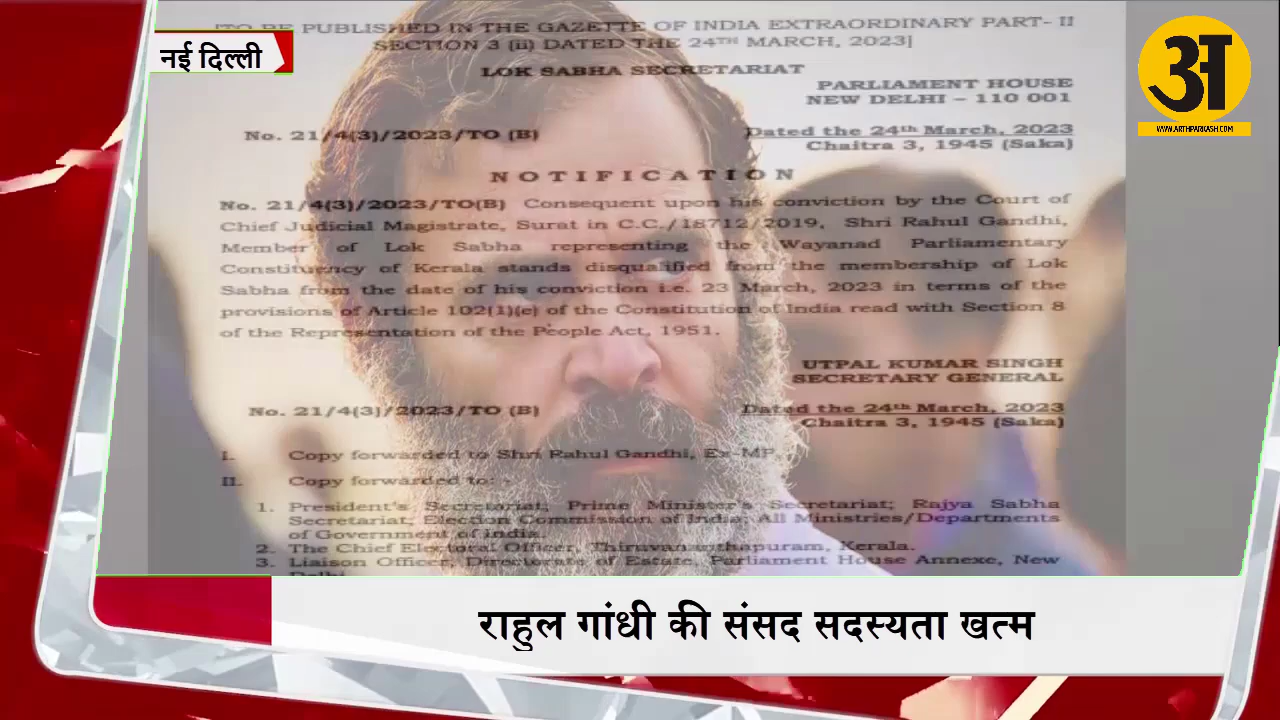 [TO BE PUBLISHED IN THE GAZETTE OF INDIA EXTRAORDINARY PART- II
SECTION 3 (ii) DATED THE 24TH MARCH, 2023]
नई दिल्ली
अ
WWW.ARTHPARKASH.COM
LOK SABHA SECRETARIAT
PARLIAMENT HOUSE
NEW DELHI – 110 001
No. 21/4(3)/2023/TO (B) Dated the 24th March, 2023
Chaitra 3, 1945 (Saka)
NOTIFICATION
No. 21/4(3)/2023/TO(B) Consequent upon his conviction by the Court of
Chief Judicial Magistrate, Surat in C.C./18712/2019, Shri Rahul Gandhi,
Member of Lok Sabha representing the Wayanad Parliamentary
Constituency of Kerala stands disqualified from the membership of Lok
Sabha from the date of his conviction i.e. 23 March, 2023 in terms of the
provisions of Article 102(1)(e) of the Constitution of India read with Section 8
of the Representation of the People Act, 1951.
UTPAL KUMAR SINGH
SECRETARY GENERAL
No. 21/4(3)/2023/TO (B) Dated the 24th March, 2023
Chaitra 3, 1945 (Saka)
I. Copy forwarded to Shri Rahul Gandhi, Ex-MP.
II. Copy forwarded to: -
1. President's Secretariat; Prime Minister's Secretariat; Rajya Sabha
Secretariat; Election Commission of India; All Ministries/Departments
of Government of India.
2. The Chief Electoral Officer, Thiruvananthapuram, Kerala.
3. Liaison Officer, Directorate of Estate, Parliament House Annexe, New
Delhi
राहुल गांधी की संसद सदस्यता खत्म